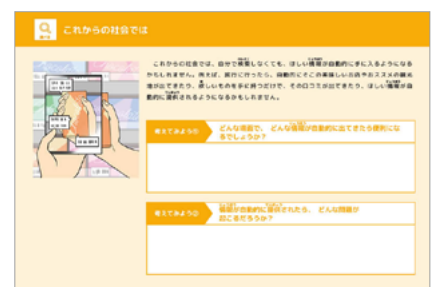 これからの社会では
これからの社会では、自分で検索しなくても、ほしい情報が自動的に手に入るようになる
かもしれません。例えば、旅行に行ったら、自動的にそこの美味しいお店やおススメの観光
地が出てきたり、欲しいものを手に持つだけで、その口コミが出てきたり、ほしい情報が自
動的に提供されるようになるかもしれません。
考えてみよう①
どんな場面で、どんな情報が自動的に出てきたら便利にな
るでしょうか？
考えてみよう②
情報が自動的に提供されたら、どんな問題が
起こるだろうか？